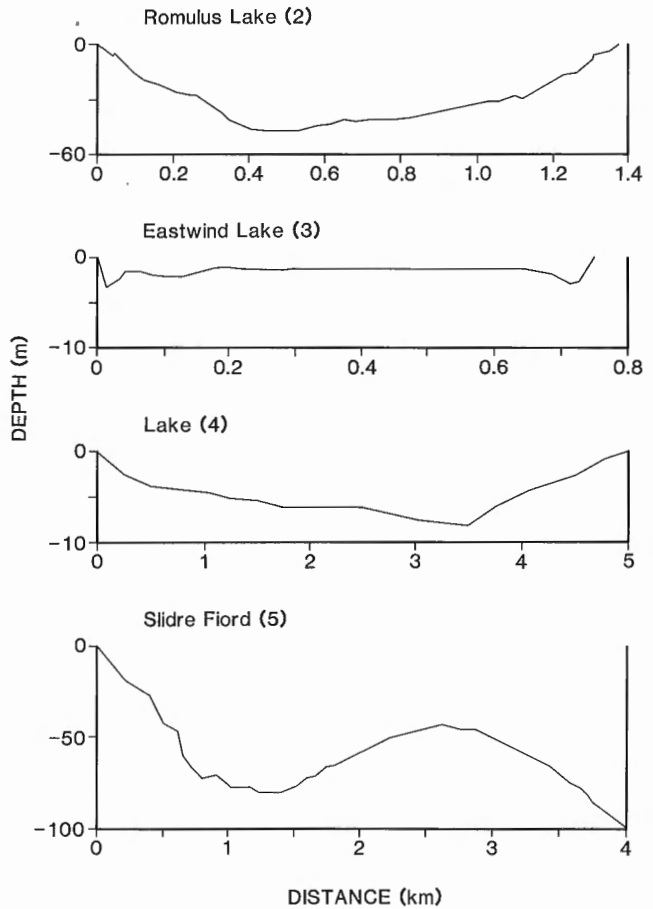 Romulus Lake (2)
0
-60
0 0.2 0.4 0.6 0.8 1.0 1.2 1.4
Eastwind Lake (3)
0
-10
0 0.2 0.4 0.6 0.8
DEPTH (m)
Lake (4)
0
-10
0 1 2 3 4 5
Slidre Fiord (5)
0
-50
-100
0 1 2 3 4
DISTANCE (km)